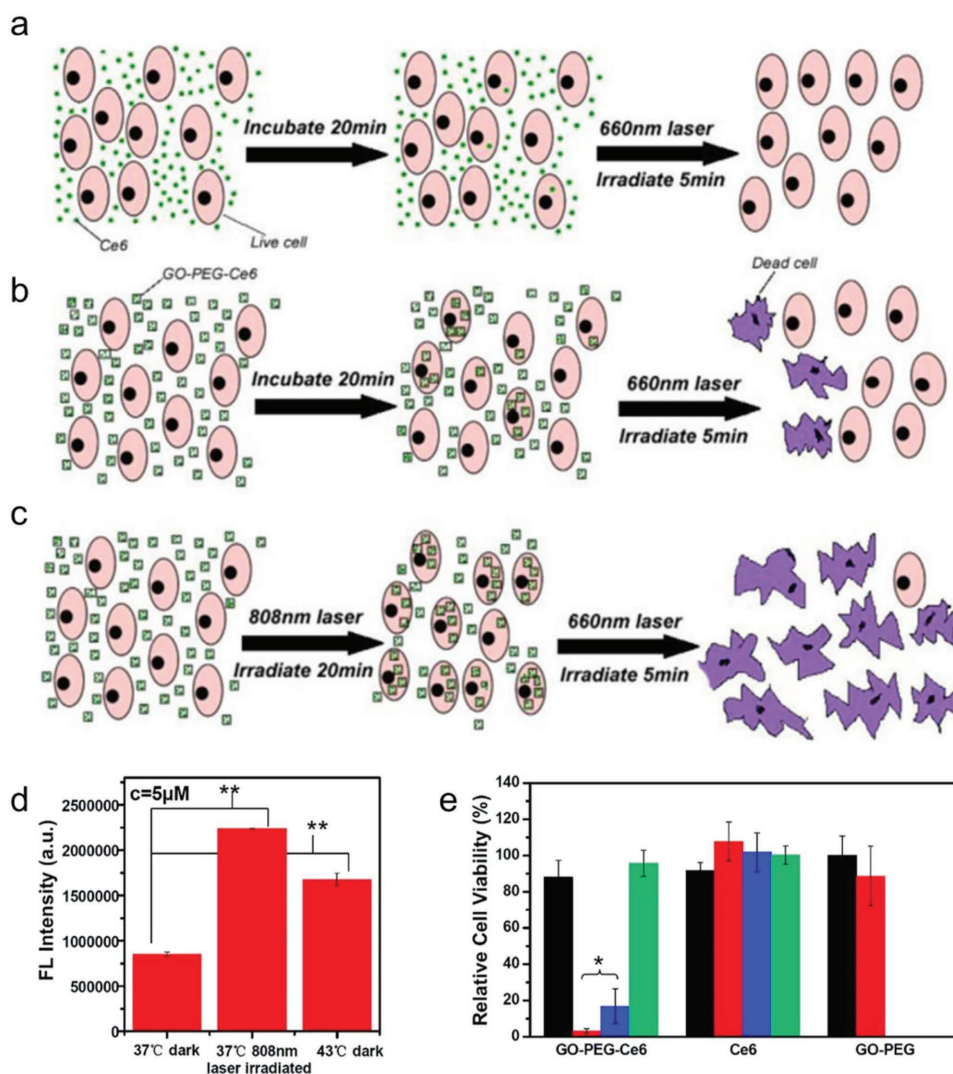 a
Incubate 20min
660nm laser
Irradiate 5min
Ce6
Live cell
b
GO-PEG-Ce6
Dead cell
Incubate 20min
660nm laser
Irradiate 5min
c
808nm laser
Irradiate 20min
660nm laser
Irradiate 5min
d
c=5μM
**
**
2500000
2000000
1500000
1000000
500000
0
FL Intensity (a.u.)
37℃ dark
37℃ 808nm
laser irradiated
43℃ dark
e
140
120
100
80
60
40
20
0
Relative Cell Viability (%)
*
GO-PEG-Ce6
Ce6
GO-PEG